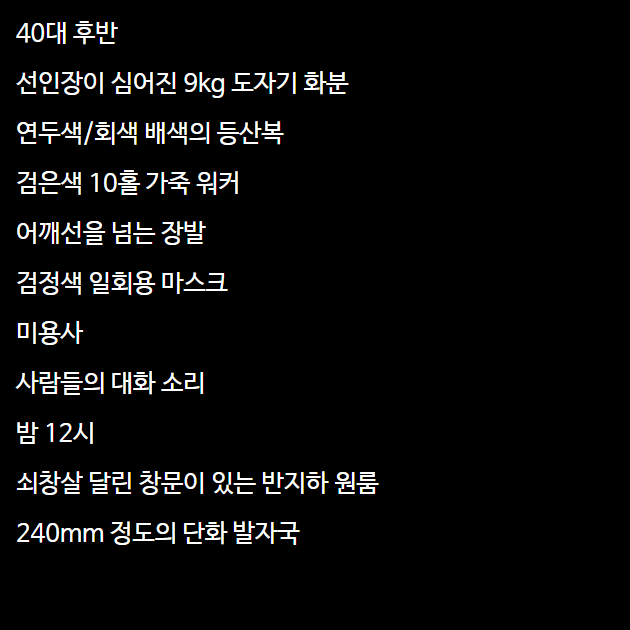 40대 후반
선인장이 심어진 9kg 도자기 화분
연두색/회색 배색의 등산복
검은색 10홀 가죽 워커
어깨선을 넘는 장발
검정색 일회용 마스크
미용사
사람들의 대화 소리
밤 12시
쇠창살 달린 창문이 있는 반지하 원룸
240mm 정도의 단화 발자국